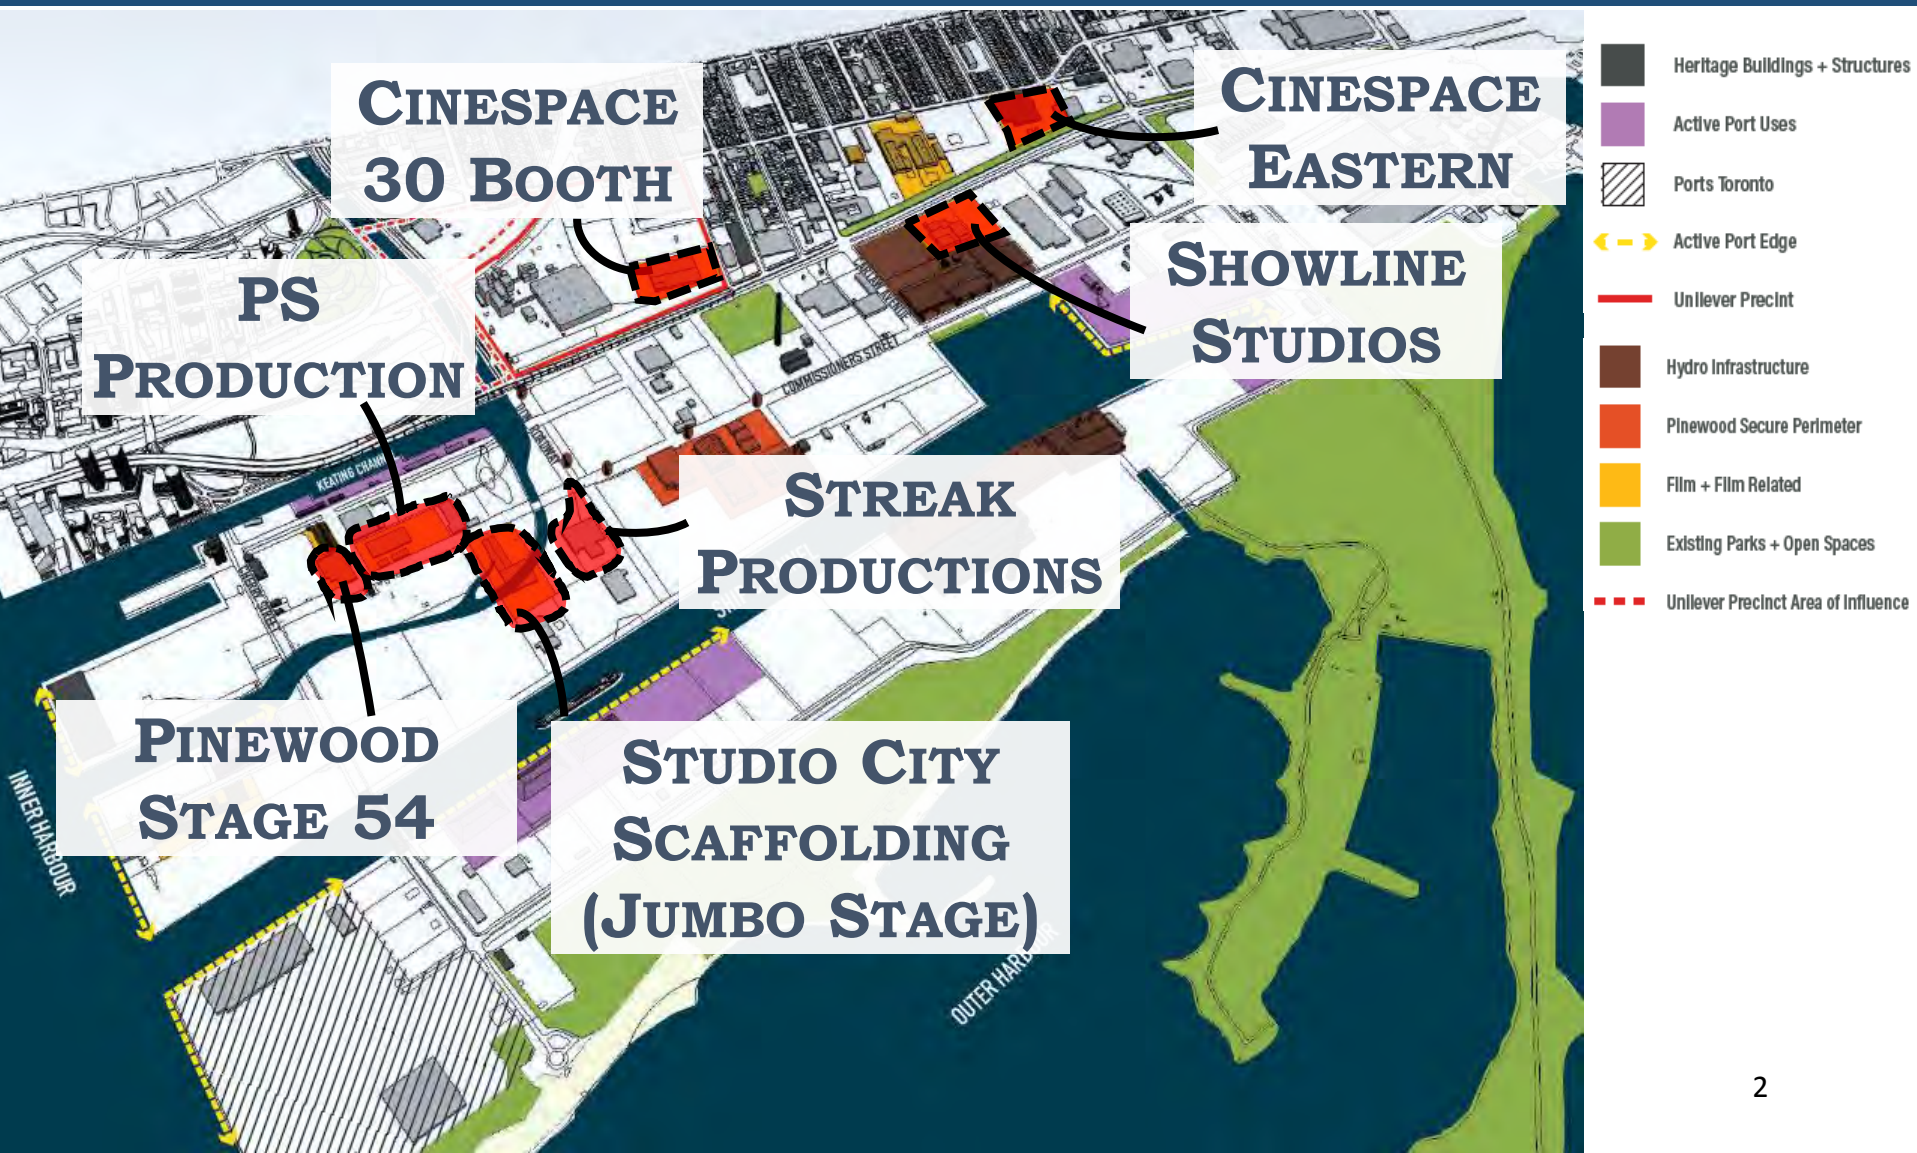 CINESPACE
30 BOOTH
CINESPACE
EASTERN
PS
PRODUCTION
SHOWLINE
STUDIOS
COMMISSIONERS STREET
KEATING CHANN
STREAK
PRODUCTIONS
PINEWOOD
STAGE 54
STUDIO CITY
SCAFFOLDING
(JUMBO STAGE)
INNER HARBOUR
OUTER HARBOUR
Heritage Buildings + Structures
Active Port Uses
Ports Toronto
Active Port Edge
Unilever Precint
Hydro Infrastructure
Pinewood Secure Perimeter
Film + Film Related
Existing Parks + Open Spaces
Unilever Precinct Area of Influence
2